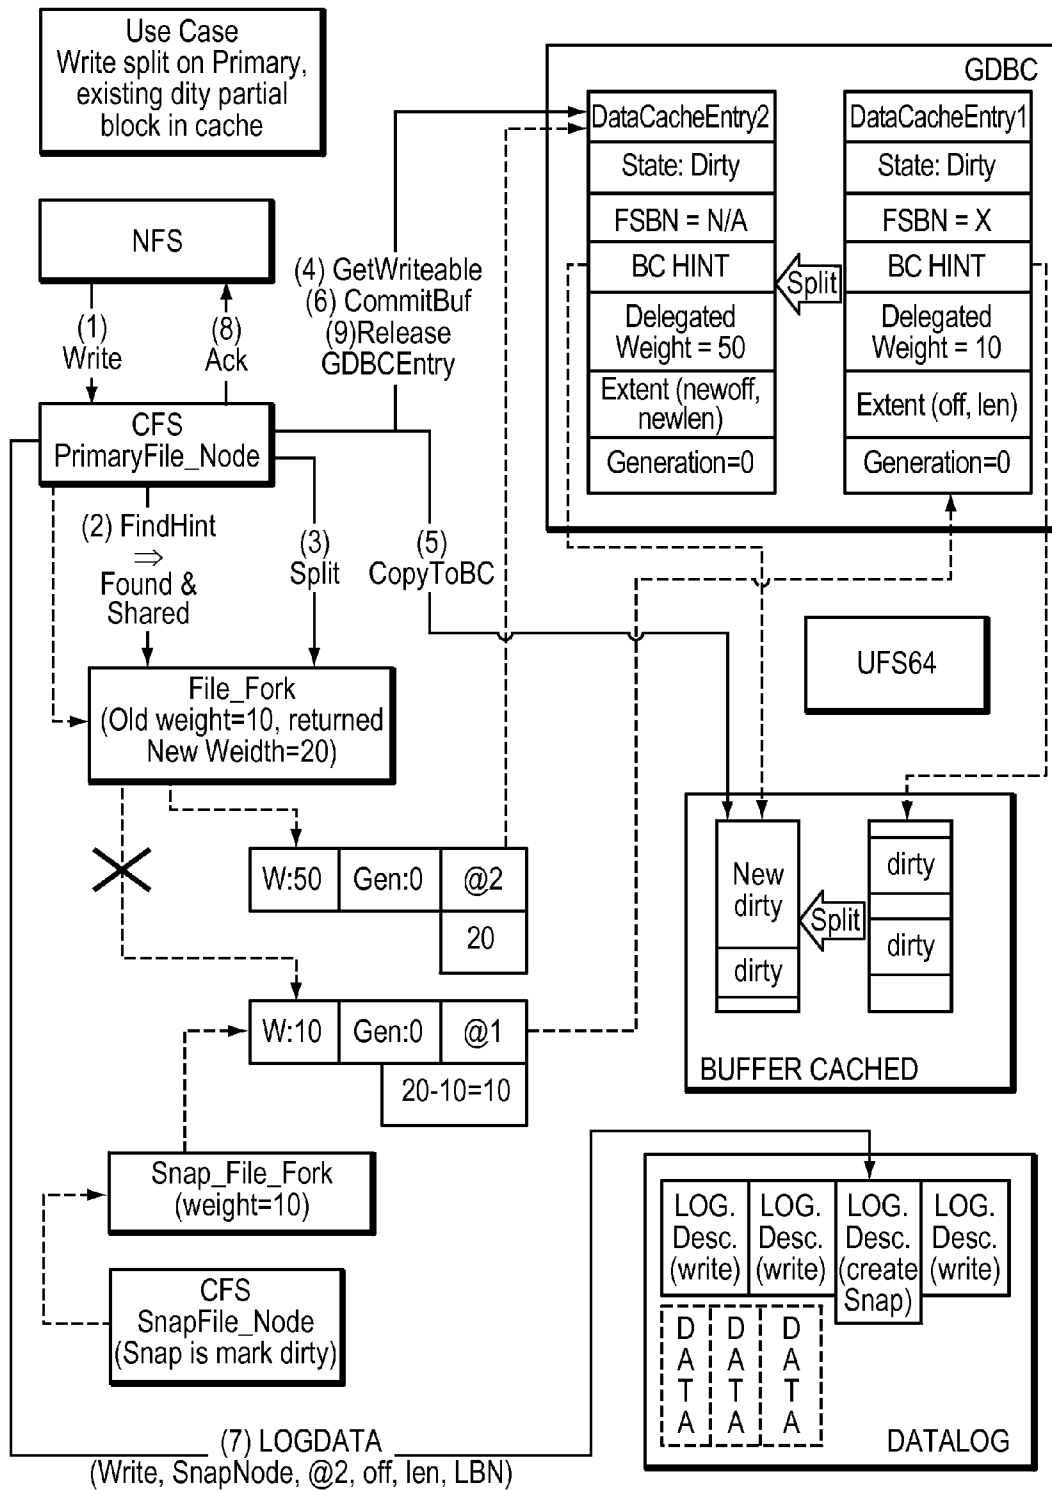 Use Case
Write split on Primary,
existing dity partial
block in cache
NFS
(1)
Write
(8)
Ack
CFS
PrimaryFile_Node
(4) GetWriteable
(6) CommitBuf
(9)Release
GDBCEntry
(2) FindHint
⇒
Found &
Shared
(3)
Split
(5)
CopyToBC
File_Fork
(Old weight=10, returned
New Weidth=20)
GDBC
DataCacheEntry2
State: Dirty
FSBN = N/A
BC HINT
Delegated
Weight = 50
Extent (newoff,
newlen)
Generation=0
Split
DataCacheEntry1
State: Dirty
FSBN = X
BC HINT
Delegated
Weight = 10
Extent (off, len)
Generation=0
UFS64
W:50
Gen:0
@2
20
W:10
Gen:0
@1
20-10=10
New
dirty
dirty
Split
dirty
dirty
BUFFER CACHED
Snap_File_Fork
(weight=10)
CFS
SnapFile_Node
(Snap is mark dirty)
LOG.
Desc.
(write)
LOG.
Desc.
(write)
LOG.
Desc.
(create
Snap)
LOG.
Desc.
(write)
D
A
T
A
D
A
T
A
D
A
T
A
DATALOG
(7) LOGDATA
(Write, SnapNode, @2, off, len, LBN)